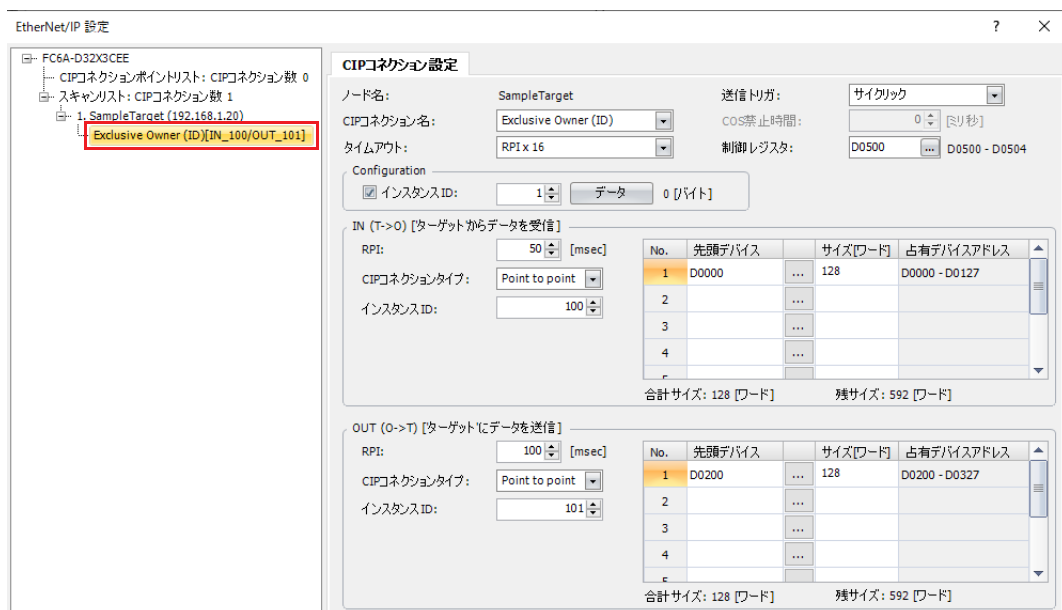 EtherNet/IP 設定
? ×
FC6A-D32X3CEE
CIPコネクションポイントリスト: CIPコネクション数 0
スキャンリスト: CIPコネクション数 1
1. SampleTarget (192.168.1.20)
Exclusive Owner (ID)[IN_100/OUT_101]
CIPコネクション設定
ノード名: SampleTarget 送信トリガ: サイクリック
CIPコネクション名: Exclusive Owner (ID) COS禁止時間: 0 [ミリ秒]
タイムアウト: RPI x 16 制御レジスタ: D0500 ... D0500 - D0504
Configuration
インスタンスID: 1 データ 0 [バイト]
IN (T->O) ['ターゲット'からデータを受信]
RPI: 50 [msec]
CIPコネクションタイプ: Point to point
インスタンスID: 100
No. 先頭デバイス サイズ[ワード] 占有デバイスアドレス
1 D0000 ... 128 D0000 - D0127
2 ...
3 ...
4 ...
合計サイズ: 128 [ワード] 残サイズ: 592 [ワード]
OUT (O->T) ['ターゲット'にデータを送信]
RPI: 100 [msec]
CIPコネクションタイプ: Point to point
インスタンスID: 101
No. 先頭デバイス サイズ[ワード] 占有デバイスアドレス
1 D0200 ... 128 D0200 - D0327
2 ...
3 ...
4 ...
合計サイズ: 128 [ワード] 残サイズ: 592 [ワード]